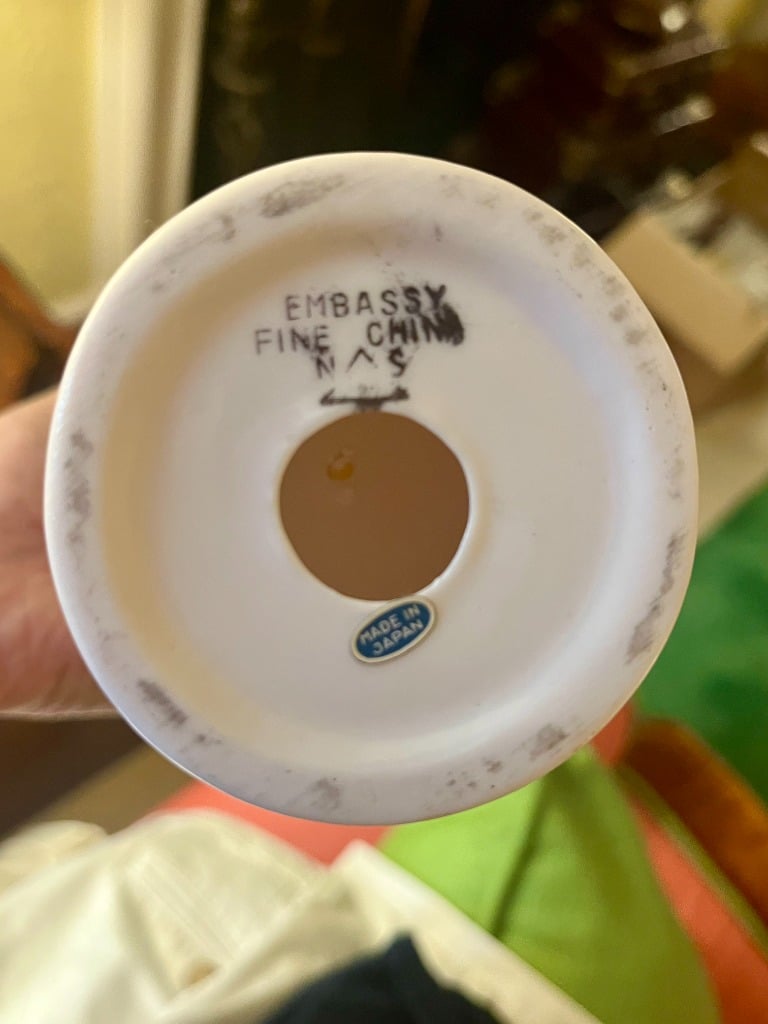 EMBASSY
FINE CHINA
N ^ S
MADE IN
JAPAN